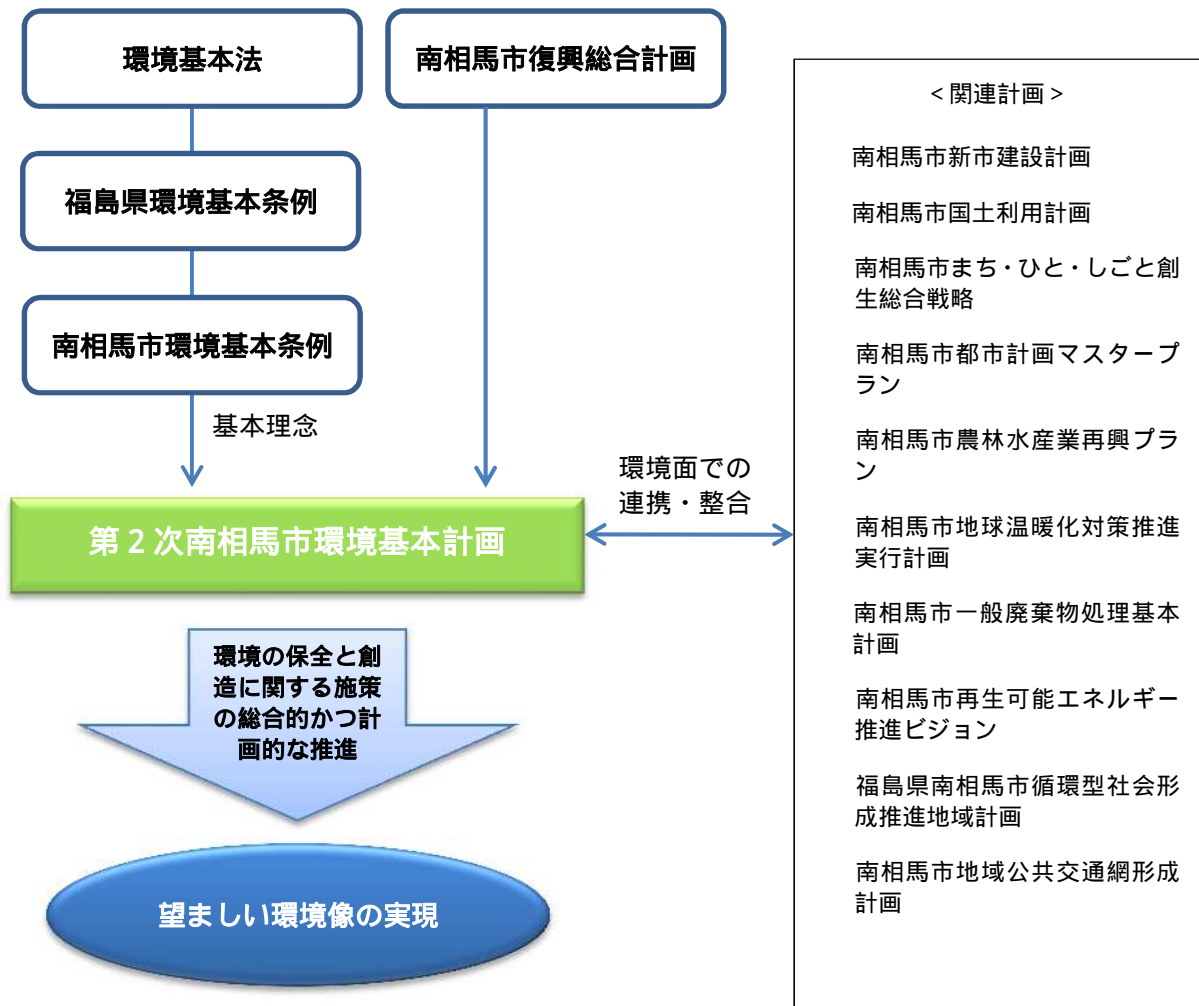 環境基本法
南相馬市復興総合計画
福島県環境基本条例
南相馬市環境基本条例
基本理念
第2次南相馬市環境基本計画
環境面での
連携・整合
環境の保全と創
造に関する施策
の総合的かつ計
画的な推進
望ましい環境像の実現
<関連計画>
南相馬市新市建設計画
南相馬市国土利用計画
南相馬市まち・ひと・しごと創
生総合戦略
南相馬市都市計画マスタープ
ラン
南相馬市農林水産業再興プラ
ン
南相馬市地球温暖化対策推進
実行計画
南相馬市一般廃棄物処理基本
計画
南相馬市再生可能エネルギー
推進ビジョン
福島県南相馬市循環型社会形
成推進地域計画
南相馬市地域公共交通網形成
計画